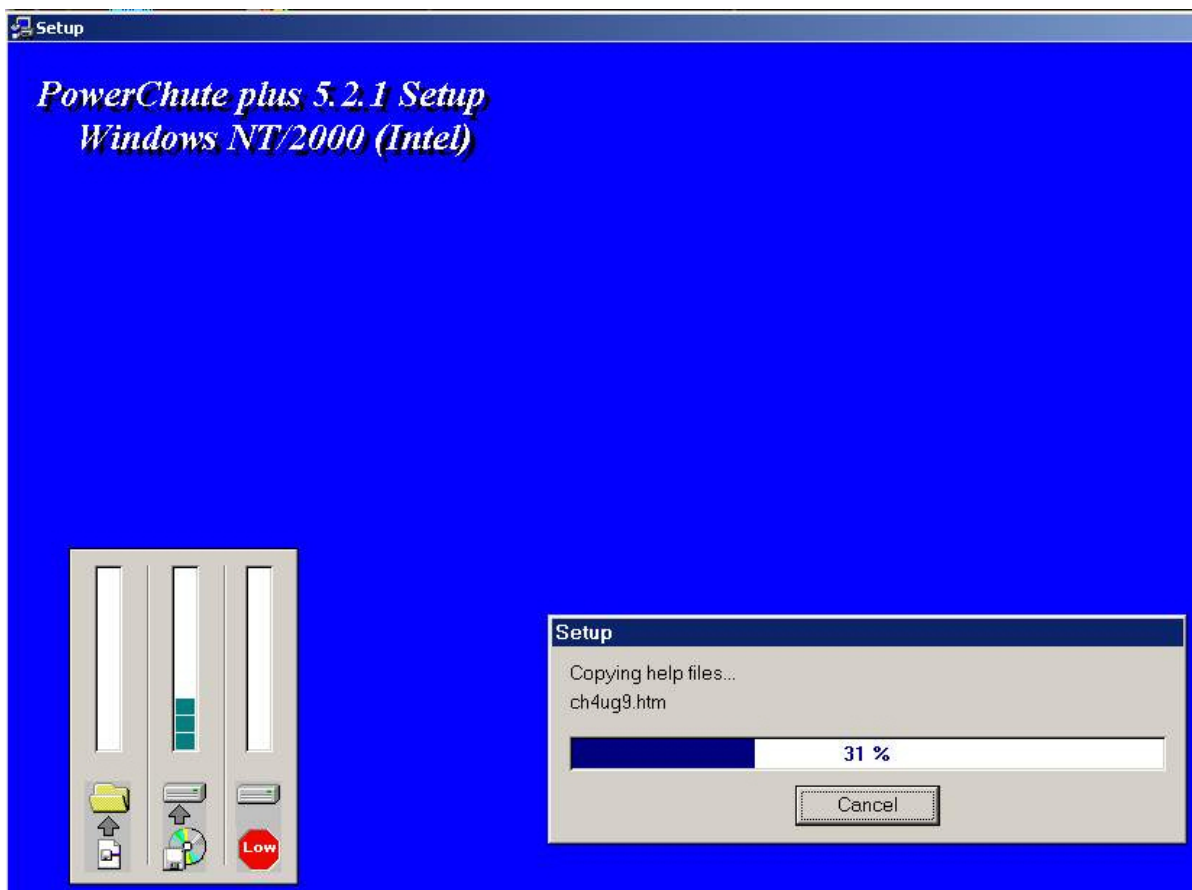 Setup
PowerChute plus 5.2.1 Setup
Windows NT/2000 (Intel)
Setup
Copying help files...
ch4ug9.htm
31 %
Cancel
Low